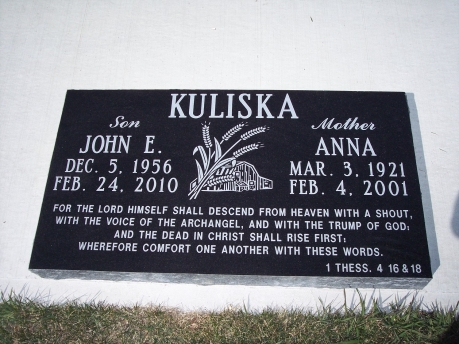 KULISKA
Son
JOHN E.
DEC. 5, 1956
FEB. 24, 2010
Mother
ANNA
MAR. 3, 1921
FEB. 4, 2001
FOR THE LORD HIMSELF SHALL DESCEND FROM HEAVEN WITH A SHOUT,
WITH THE VOICE OF THE ARCHANGEL, AND WITH THE TRUMP OF GOD;
AND THE DEAD IN CHRIST SHALL RISE FIRST:
WHEREFORE COMFORT ONE ANOTHER WITH THESE WORDS.
1 THESS. 4 16 & 18